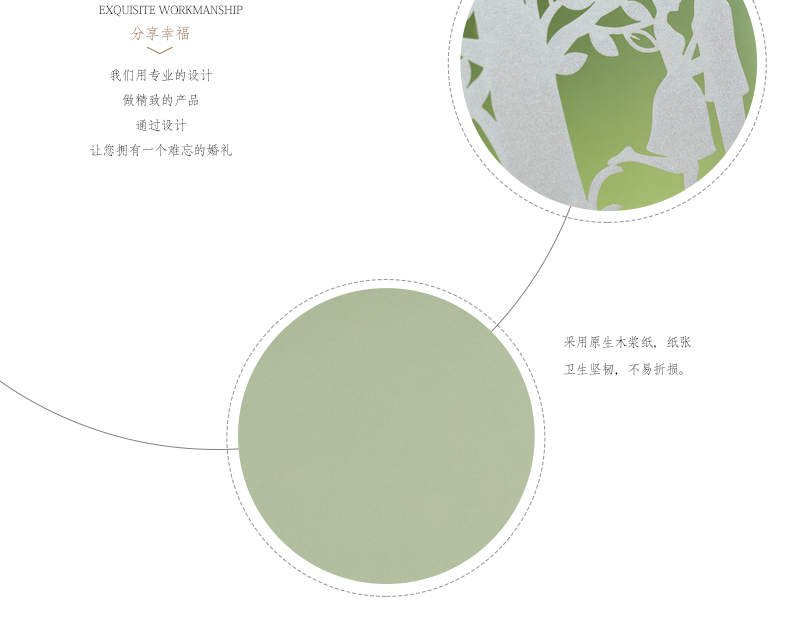 EXQUISITE WORKMANSHIP
分享幸福
我们用专业的设计
做精致的产品
通过设计
让您拥有一个难忘的婚礼
采用原生木浆纸，纸张
卫生坚韧，不易折损。